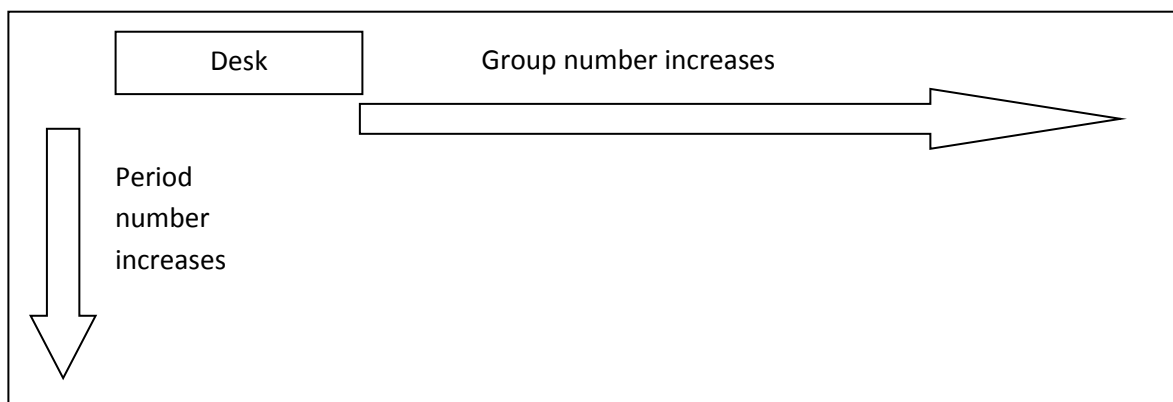 Desk
Group number increases
Period
number
increases